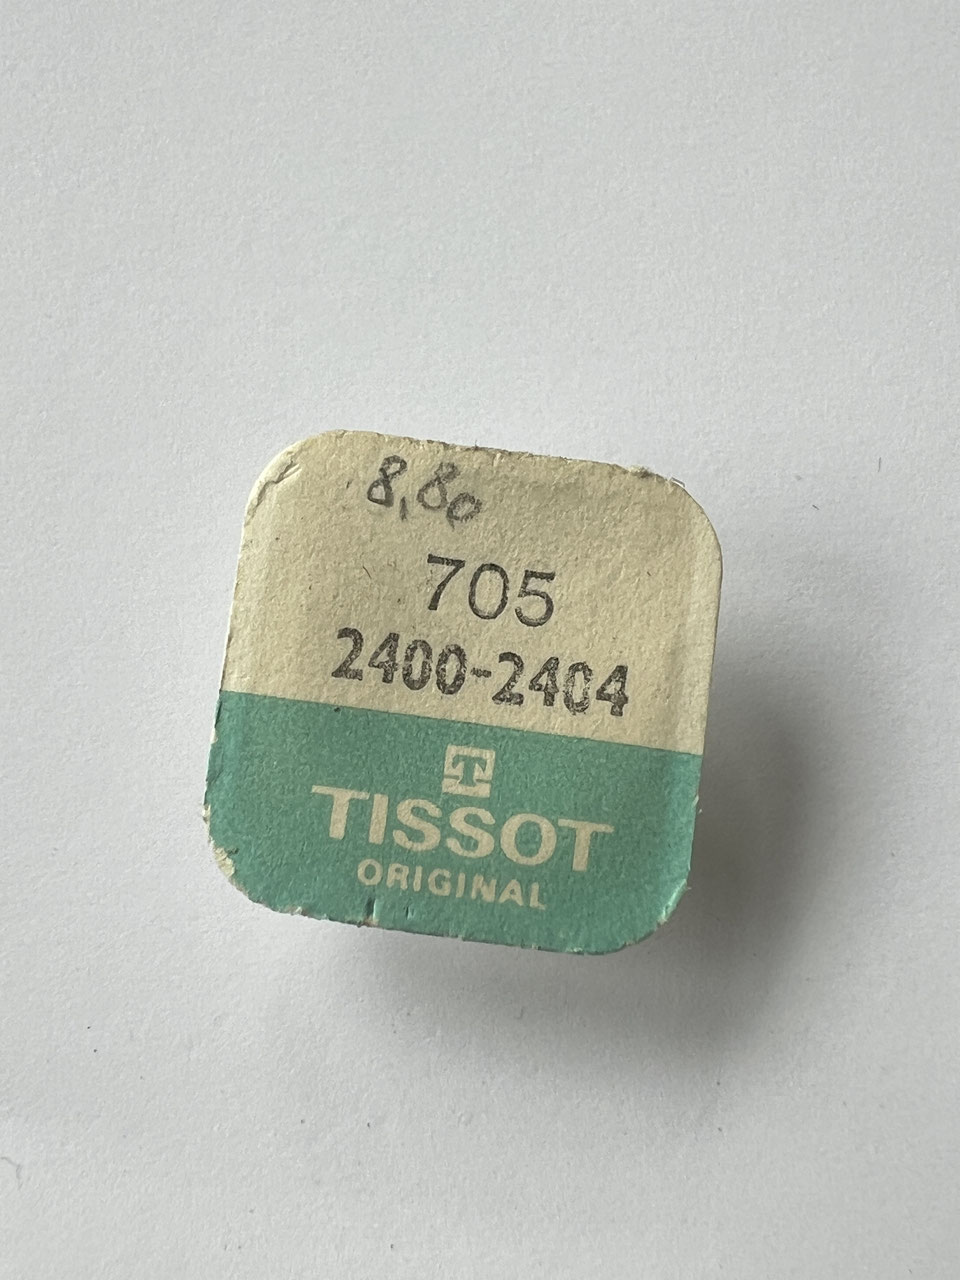 8,80
705
2400-2404
T
TISSOT
ORIGINAL